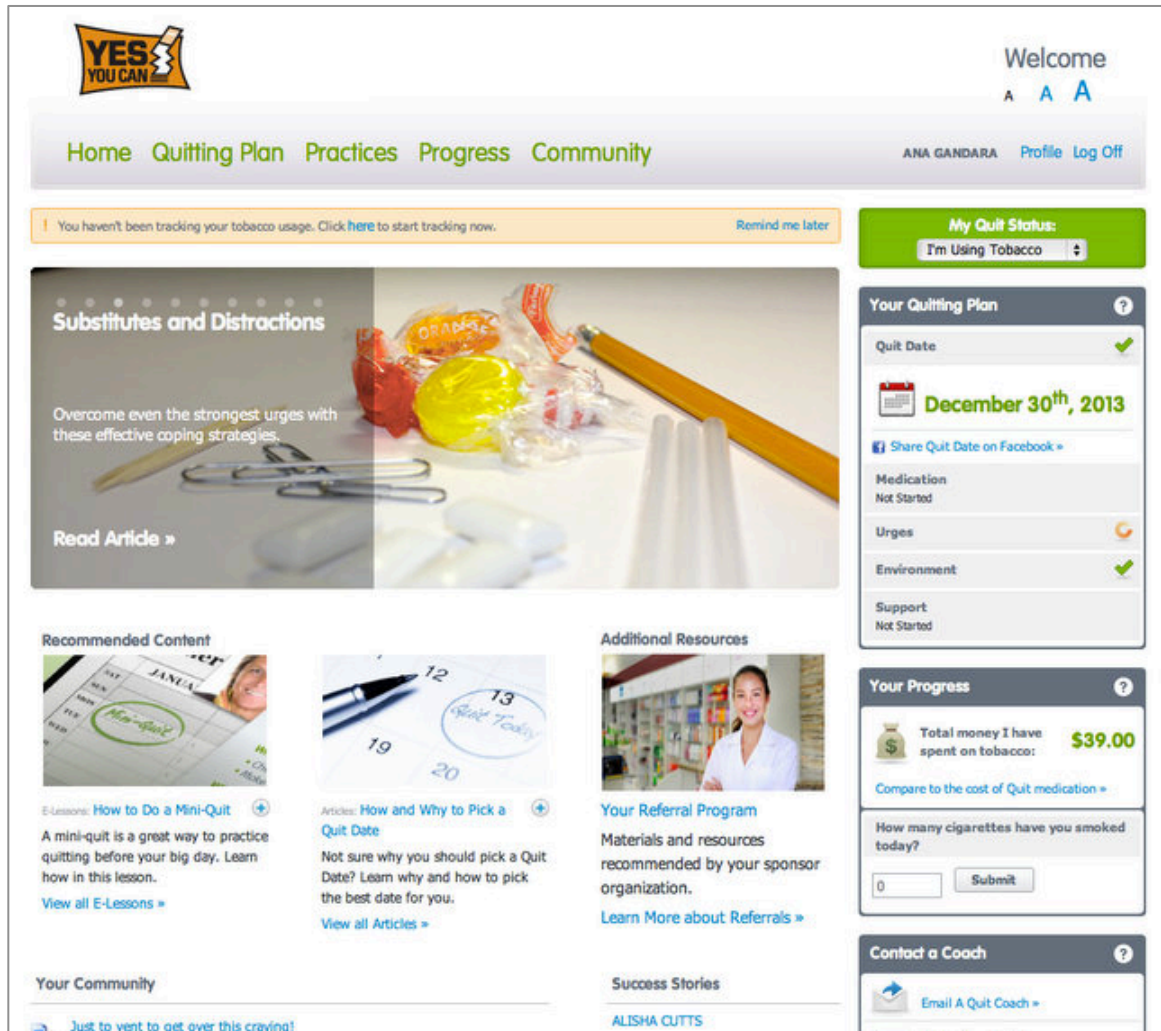 YES
YOU CAN
Welcome
A A A
Home Quitting Plan Practices Progress Community
ANA GANDARA Profile Log Off
! You haven't been tracking your tobacco usage. Click here to start tracking now. Remind me later
Substitutes and Distractions
Overcome even the strongest urges with
these effective coping strategies.
Read Article »
ORANGE
My Quit Status:
I'm Using Tobacco
Your Quitting Plan ?
Quit Date
December 30th, 2013
Share Quit Date on Facebook »
Medication
Not Started
Urges
Environment
Support
Not Started
Recommended Content
JANUA
SAT
SUN
MON
TUE
WED
Mini-Quit
E-Lessons: How to Do a Mini-Quit
A mini-quit is a great way to practice
quitting before your big day. Learn
how in this lesson.
View all E-Lessons »
12
13
Quit Today
19
20
Articles: How and Why to Pick a
Quit Date
Not sure why you should pick a Quit
Date? Learn why and how to pick
the best date for you.
View all Articles »
Additional Resources
Your Referral Program
Materials and resources
recommended by your sponsor
organization.
Learn More about Referrals »
Your Progress ?
Total money I have
spent on tobacco:
$39.00
Compare to the cost of Quit medication »
How many cigarettes have you smoked
today?
0 Submit
Contact a Coach ?
Email A Quit Coach »
Your Community
Just to vent to get over this craving!
Success Stories
ALISHA CUTTS